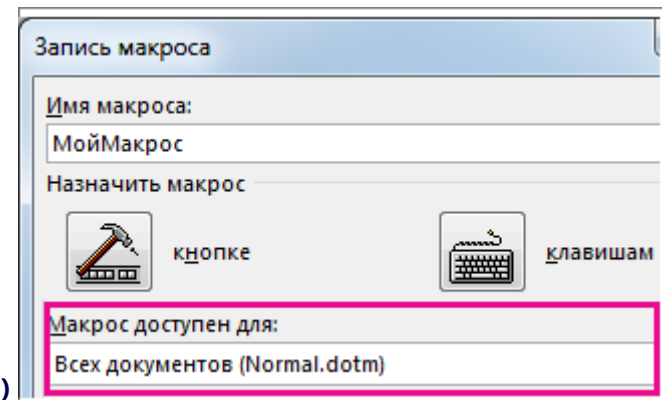 Запись макроса
Имя макроса:
МойМакрос
Назначить макрос
кнопке
клавишам
Макрос доступен для:
Всех документов (Normal.dotm)
)